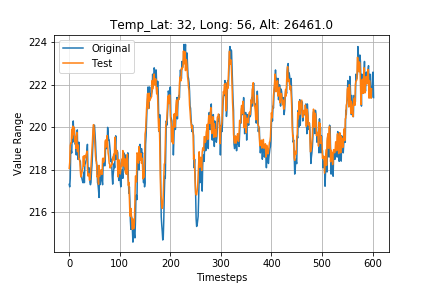 Temp_Lat: 32, Long: 56, Alt: 26461.0
Original
Test
Value Range
224
222
220
218
216
0
100
200
300
400
500
600
Timesteps